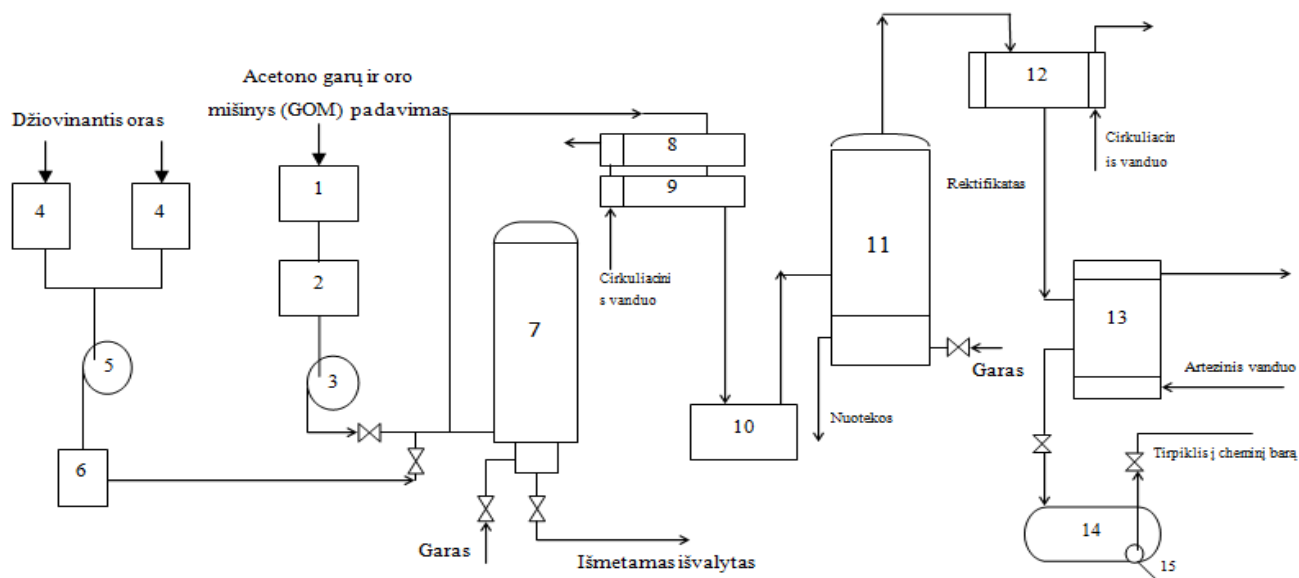 Acetono garų ir oro
mišinys (GOM) padavimas
Džiovinantis oras
4
4
1
2
3
5
6
7
8
9
Cirkuliacini
s vanduo
10
11
12
Cirkuliacin
is vanduo
Rektifikatas
13
Artezinis vanduo
Garas
Nuotekos
Tirpiklis į cheminį barą
14
15
Garas
Išmetamas išvalytas